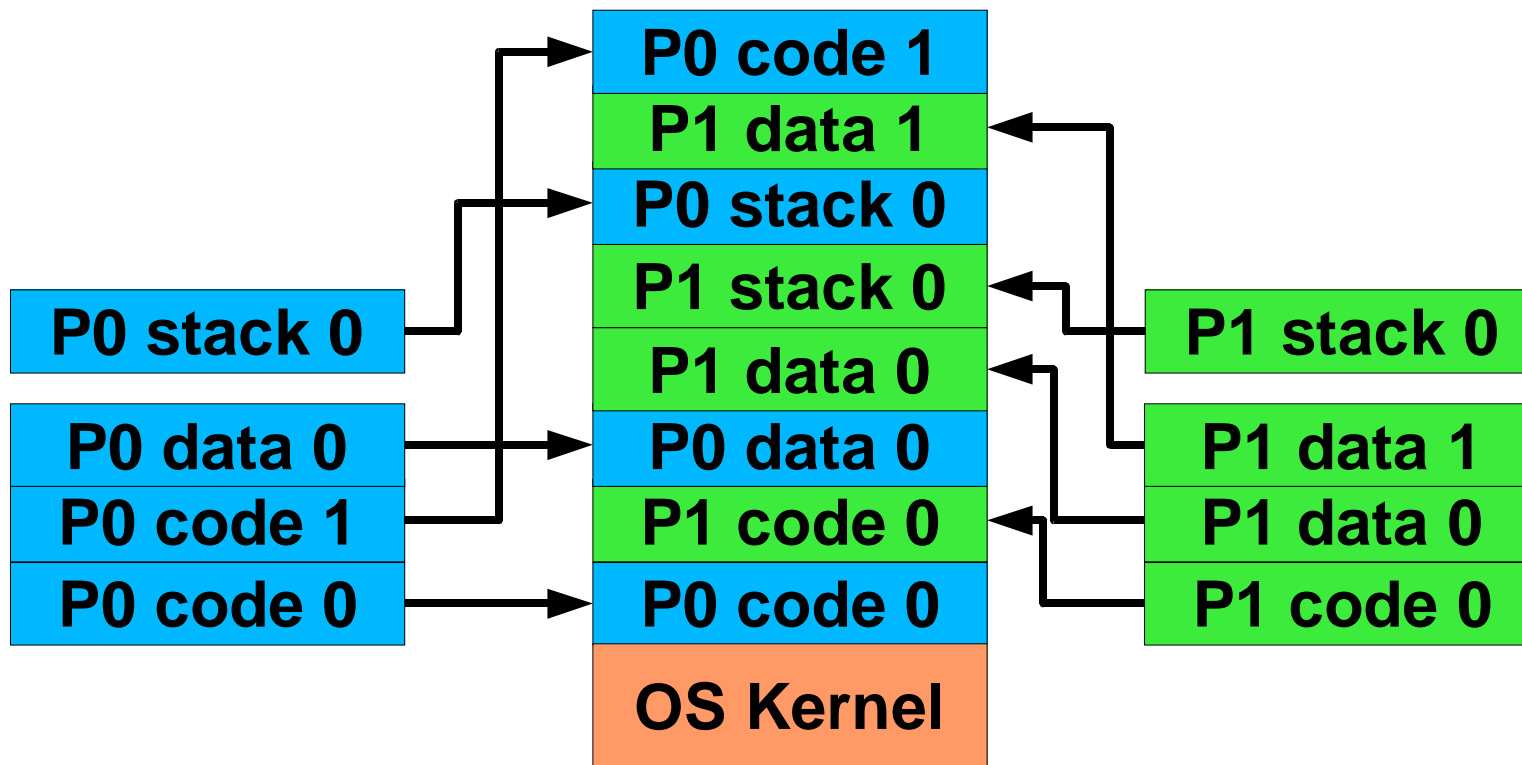 P0 stack 0
P0 data 0
P0 code 1
P0 code 0
P0 code 1
P1 data 1
P0 stack 0
P1 stack 0
P1 data 0
P0 data 0
P1 code 0
P0 code 0
OS Kernel
P1 stack 0
P1 data 1
P1 data 0
P1 code 0